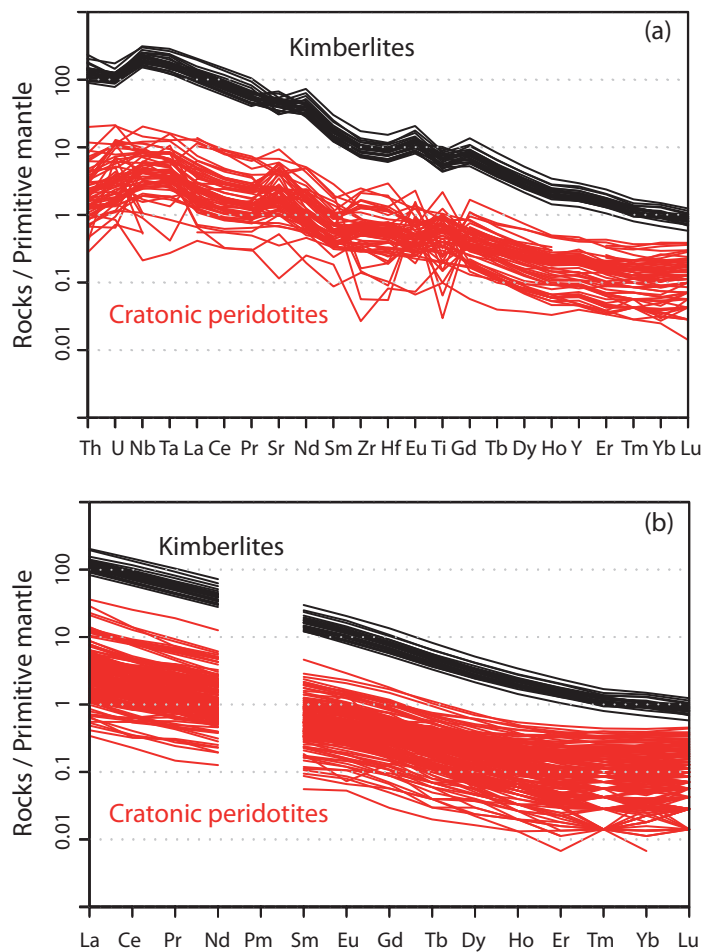 (a)
Kimberlites
100
10
1
0.1
0.01
Rocks / Primitive mantle
Cratonic peridotites
Th U Nb Ta La Ce Pr Sr Nd Sm Zr Hf Eu Ti Gd Tb Dy Ho Y Er Tm Yb Lu
(b)
Kimberlites
100
10
1
0.1
0.01
Rocks / Primitive mantle
Cratonic peridotites
La Ce Pr Nd Pm Sm Eu Gd Tb Dy Ho Er Tm Yb Lu